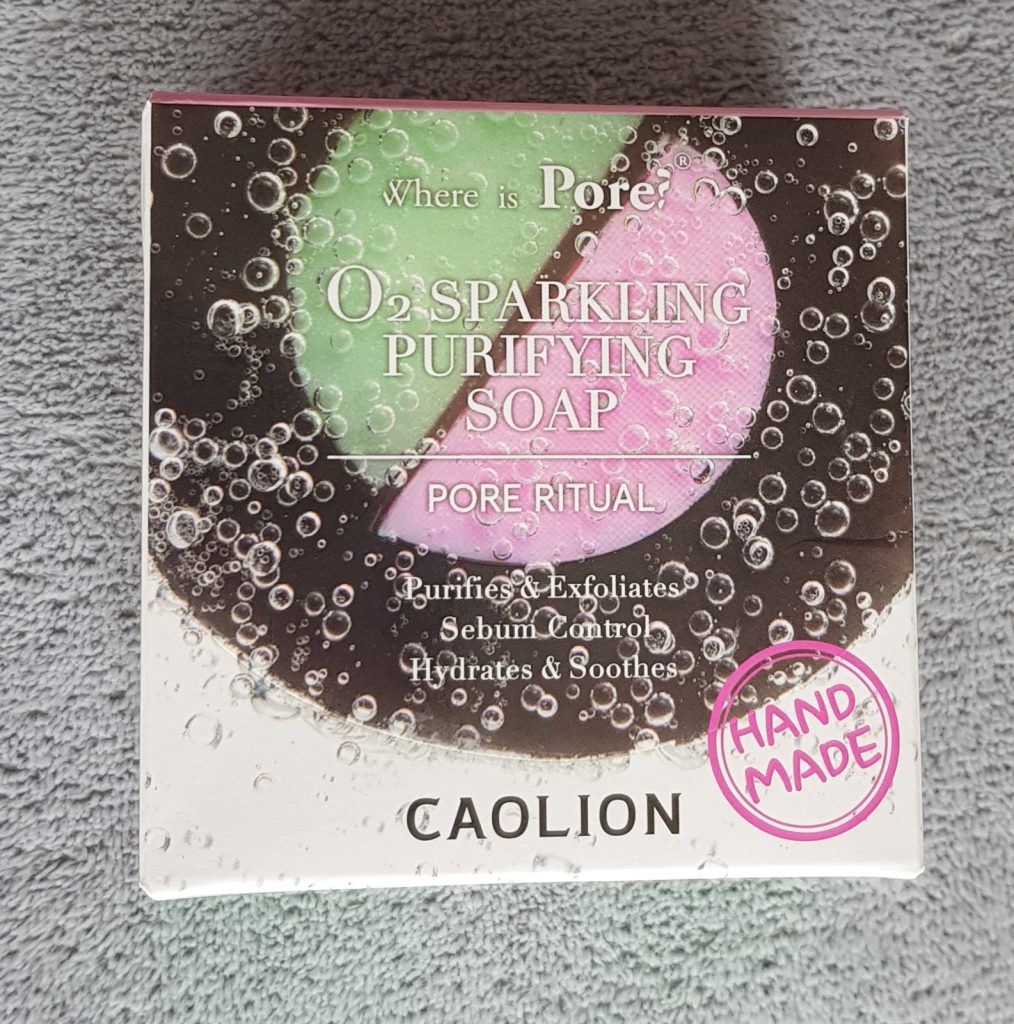 Where is Pore?®
O2 SPARKLING
PURIFYING
SOAP
PORE RITUAL
Purifies & Exfoliates
Sebum Control
Hydrates & Soothes
HAND
MADE
CAOLION